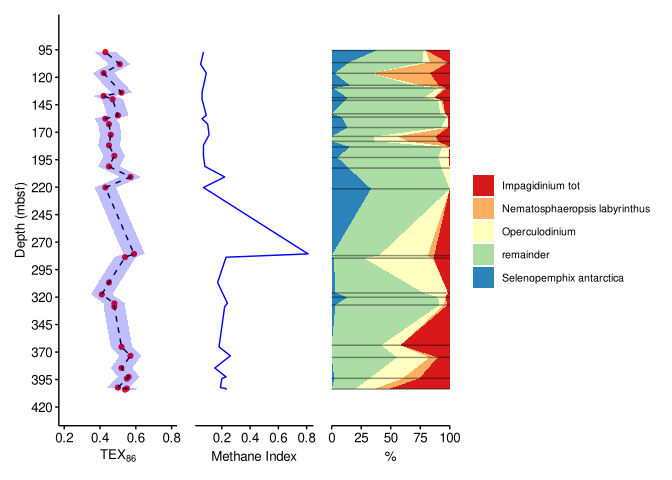 95
120
145
170
195
220
245
270
295
320
345
370
395
420
Depth (mbsf)
0.2 0.4 0.6 0.8
TEX86
0.2 0.4 0.6 0.8
Methane Index
0 25 50 75 100
%
Impagidinium tot
Nematosphaeropsis labyrinthus
Operculodinium
remainder
Selenopemphix antarctica